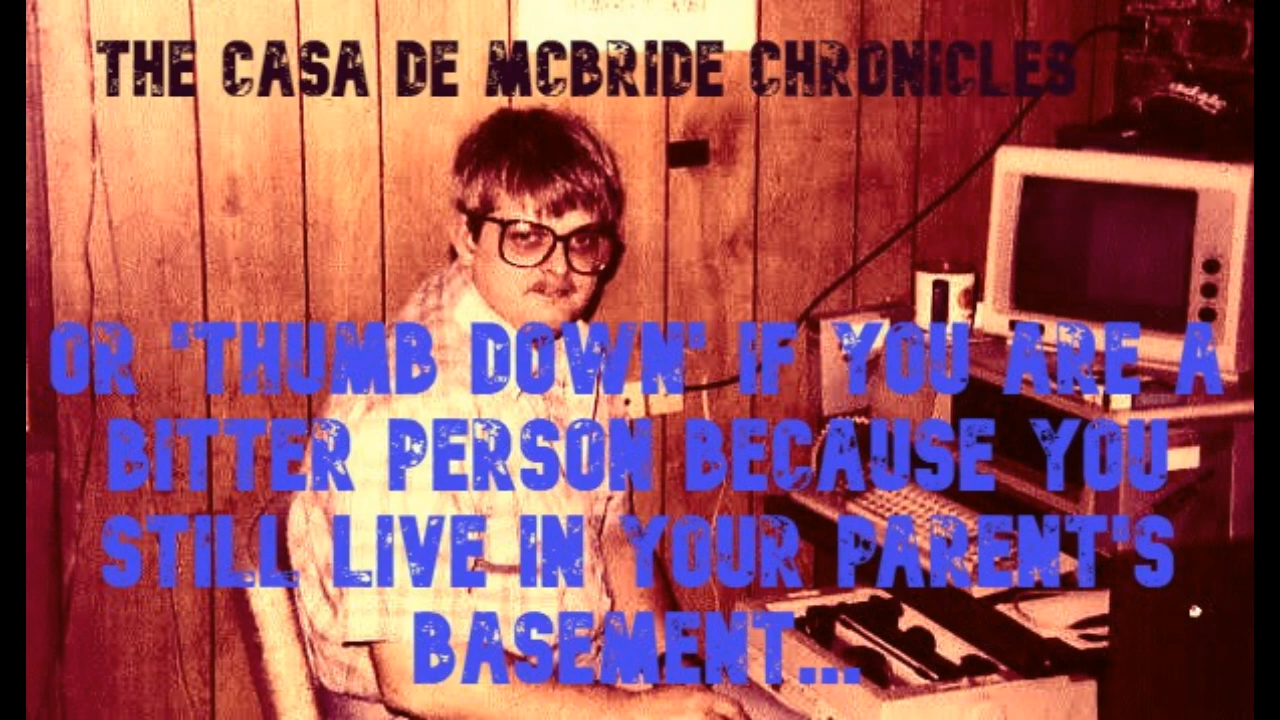 THE CASA DE MCBRIDE CHRONICLES
OR 'THUMB DOWN' IF YOU ARE A
BITTER PERSON BECAUSE YOU
STILL LIVE IN YOUR PARENT'S
BASEMENT...